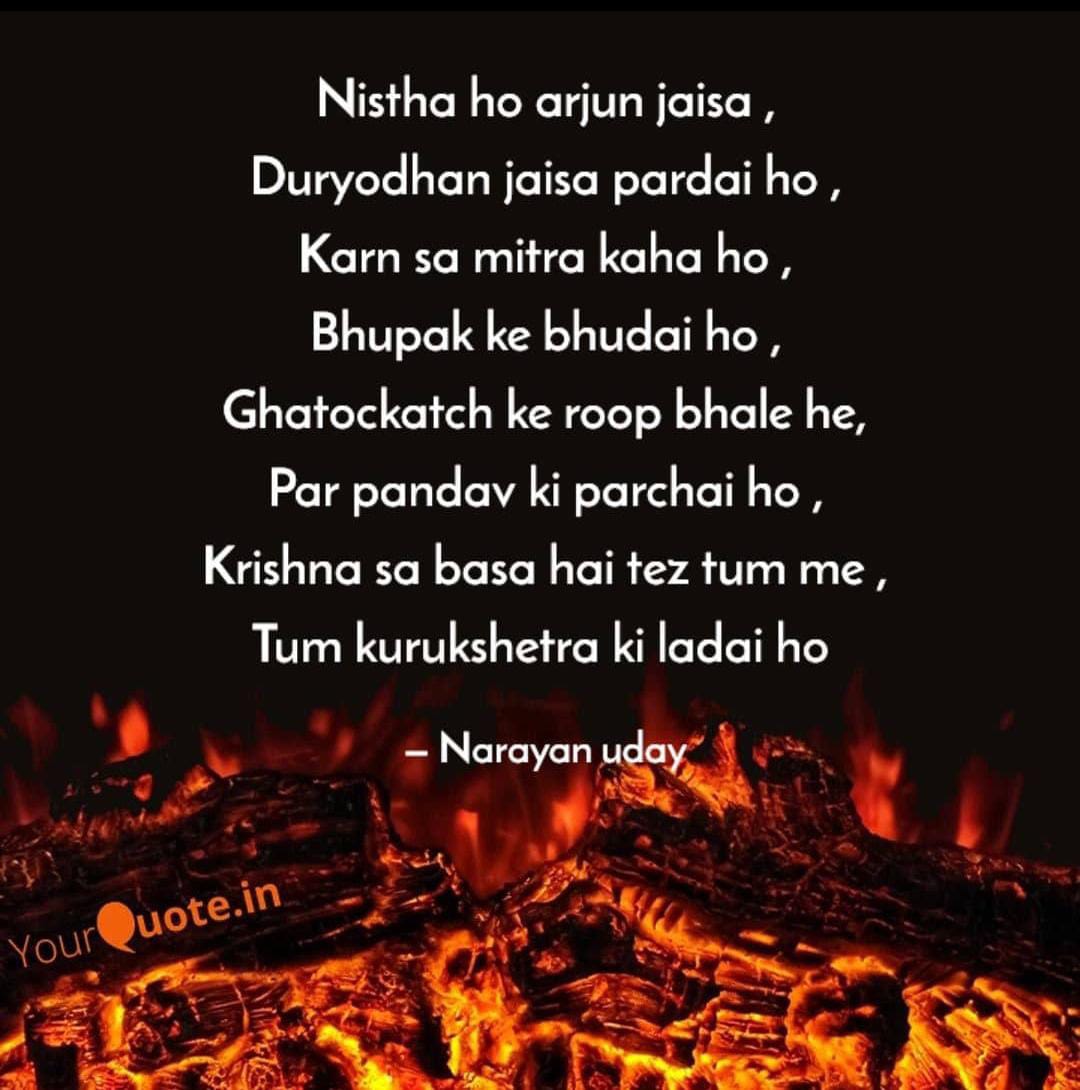 Nistha ho arjun jaisa ,
Duryodhan jaisa pardai ho ,
Karn sa mitra kaha ho ,
Bhupak ke bhudai ho ,
Ghatockatch ke roop bhale he,
Par pandav ki parchai ho ,
Krishna sa basa hai tez tum me ,
Tum kurukshetra ki ladai ho
– Narayan uday
YourQuote.in